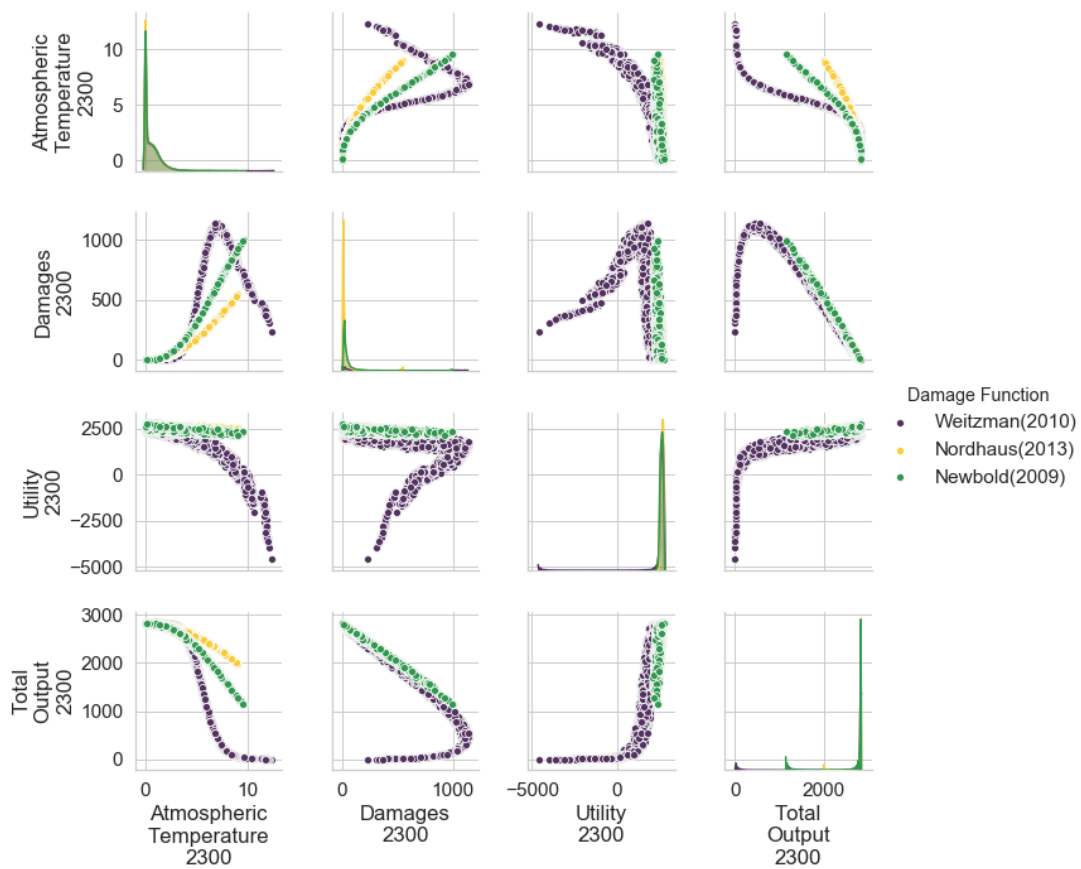 Atmospheric
Temperature
2300
10
5
0
Damages
2300
1000
500
0
Damage Function
Weitzman(2010)
Nordhaus(2013)
Newbold(2009)
Utility
2300
2500
0
−2500
−5000
Total
Output
2300
3000
2000
1000
0
0 10
0 1000
−5000 0
0 2000
Atmospheric
Temperature
2300
Damages
2300
Utility
2300
Total
Output
2300